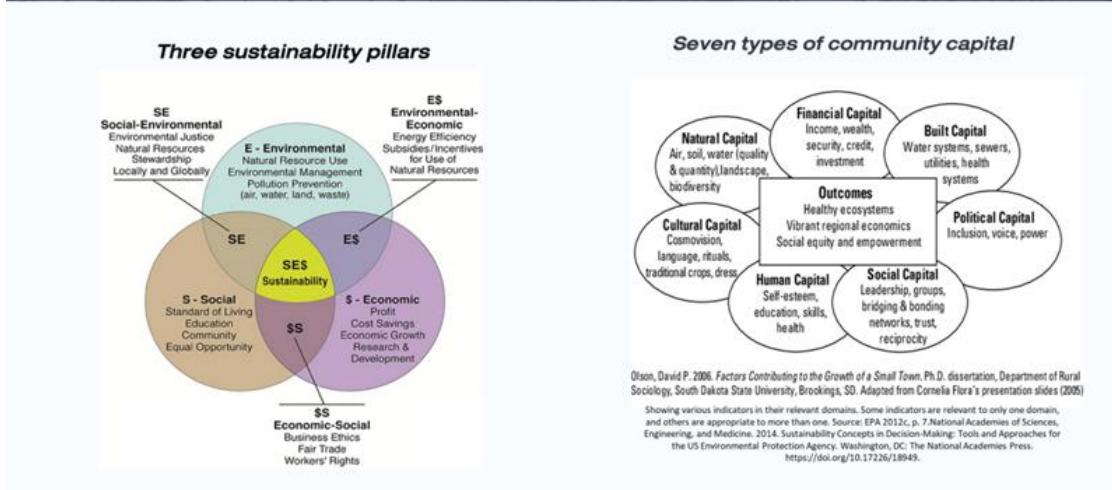 Three sustainability pillars
SE
Social-Environmental
Environmental Justice
Natural Resources
Stewardship
Locally and Globally
E$
Environmental-
Economic
Energy Efficiency
Subsidies/Incentives
for Use of
Natural Resources
E - Environmental
Natural Resource Use
Environmental Management
Pollution Prevention
(air, water, land, waste)
SE
E$
SE$
Sustainability
S - Social
Standard of Living
Education
Community
Equal Opportunity
$ - Economic
Profit
Cost Savings
Economic Growth
Research &
Development
$S
$S
Economic-Social
Business Ethics
Fair Trade
Workers' Rights
Seven types of community capital
Financial Capital
Income, wealth,
security, credit,
investment
Natural Capital
Air, soil, water (quality
& quantity),landscape,
biodiversity
Built Capital
Water systems, sewers,
utilities, health
systems
Outcomes
Healthy ecosystems
Vibrant regional economics
Social equity and empowerment
Cultural Capital
Cosmovision,
language, rituals,
traditional crops, dress
Political Capital
Inclusion, voice, power
Human Capital
Self-esteem,
education, skills,
health
Social Capital
Leadership, groups,
bridging & bonding
networks, trust,
reciprocity
Olson, David P. 2006. Factors Contributing to the Growth of a Small Town. Ph.D. dissertation, Department of Rural
Sociology, South Dakota State University, Brookings, SD. Adapted from Cornelia Flora's presentation slides (2005)
Showing various indicators in their relevant domains. Some indicators are relevant to only one domain,
and others are appropriate to more than one. Source: EPA 2012c, p. 7.National Academies of Sciences,
Engineering, and Medicine. 2014. Sustainability Concepts in Decision-Making: Tools and Approaches for
the US Environmental Protection Agency. Washington, DC: The National Academies Press.
https://doi.org/10.17226/18949.